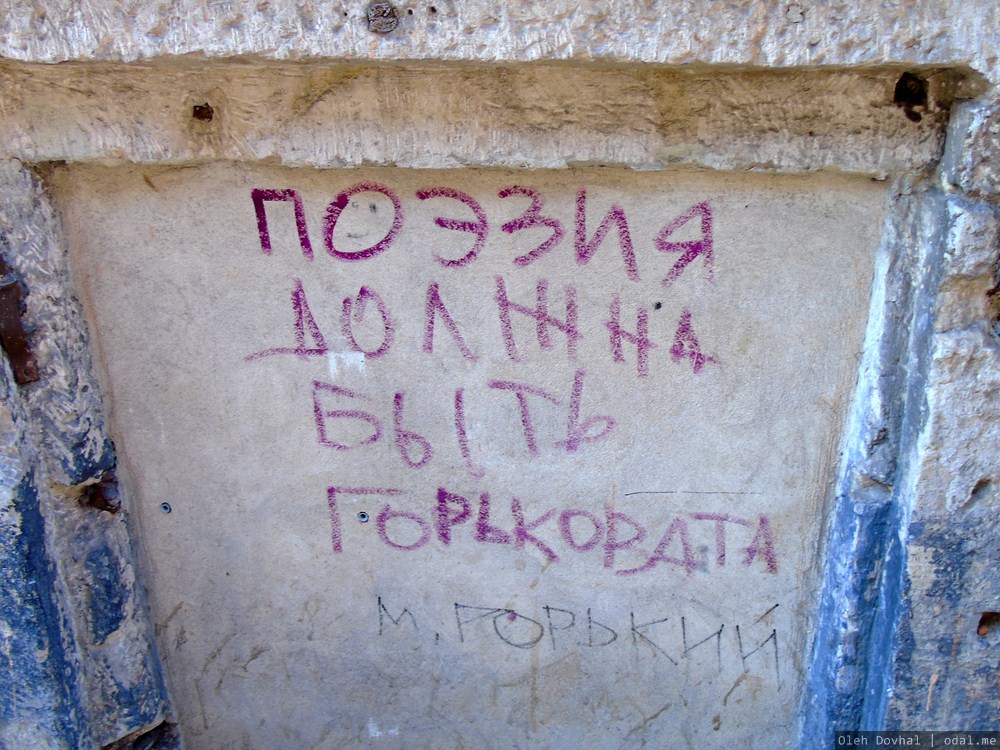 ПОЭЗИЯ
ДОЛЖНА
БЫТЬ
ГОРЬКОВАТА
М. ГОРЬКИЙ
Oleh Dovhal | odal.me